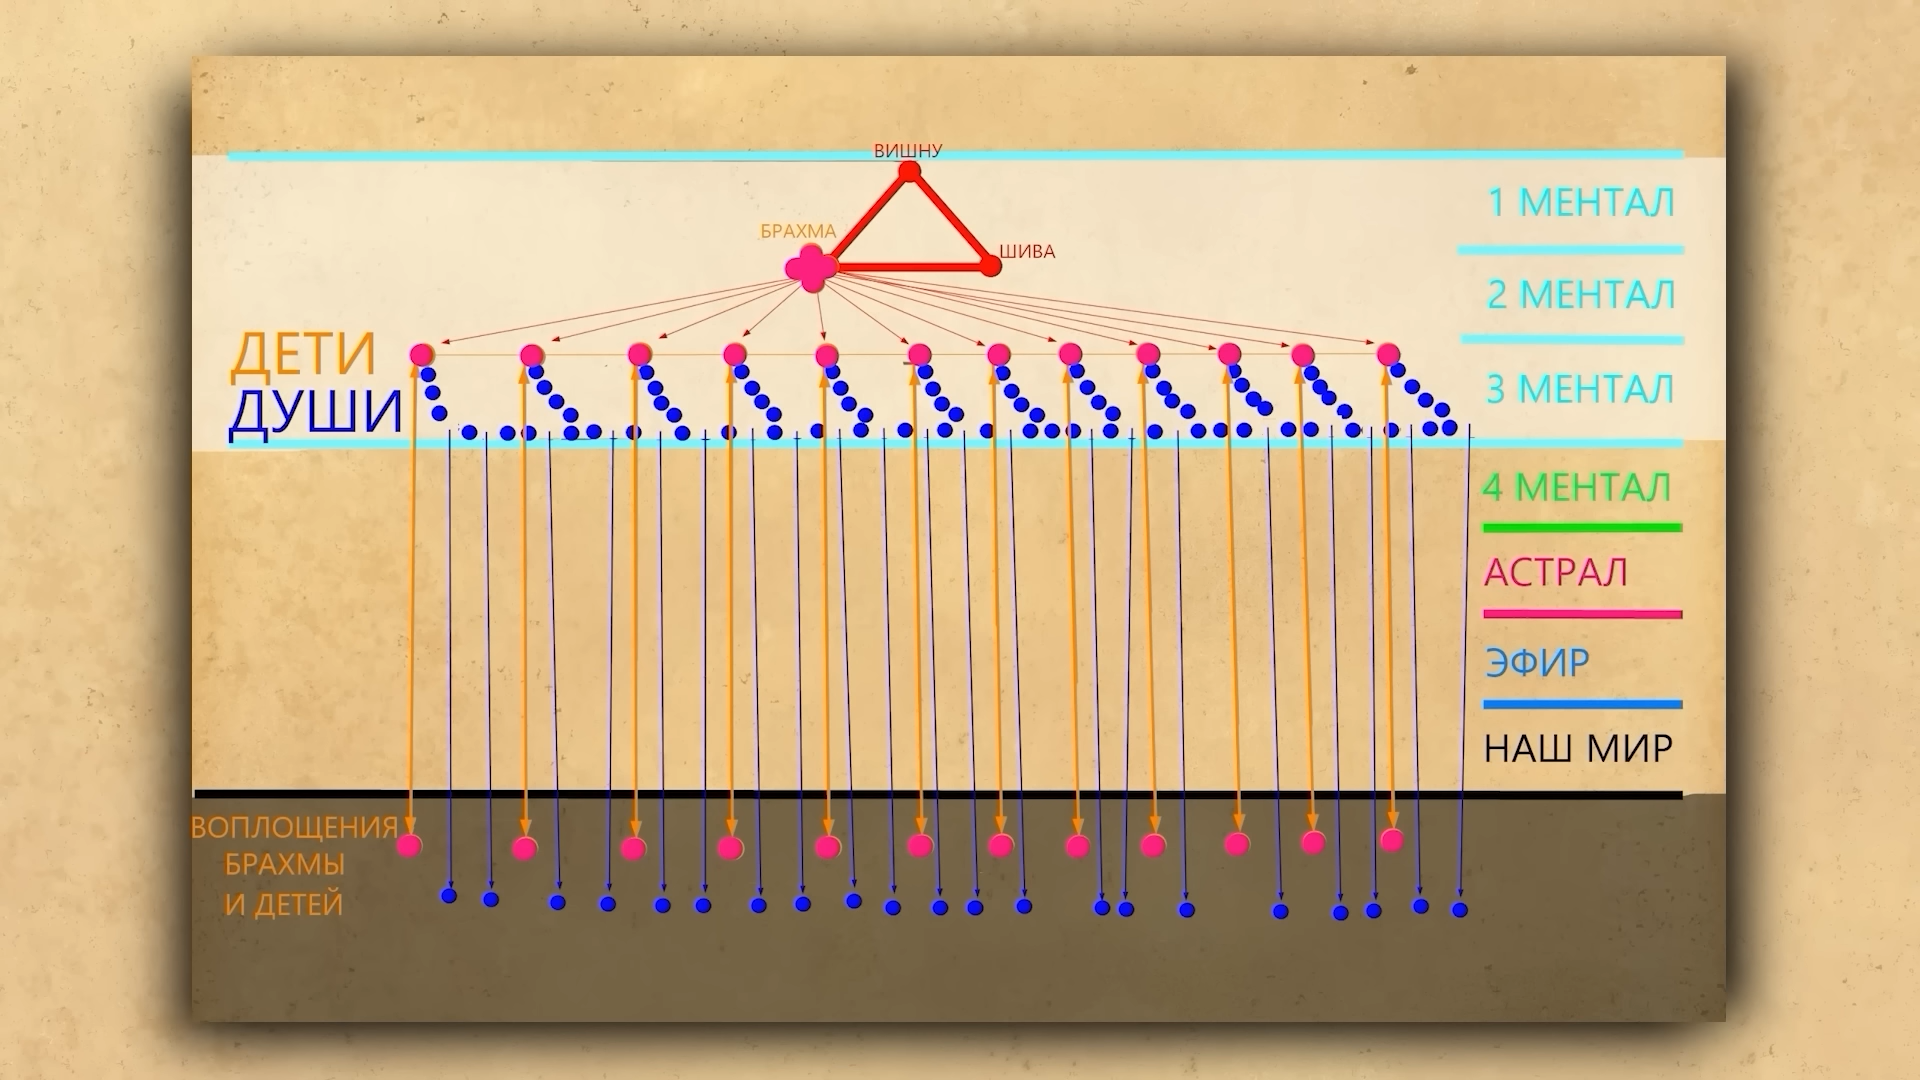 ВИШНУ
БРАХМА
ШИВА
1 МЕНТАЛ
2 МЕНТАЛ
ДЕТИ
ДУШИ
3 МЕНТАЛ
4 МЕНТАЛ
АСТРАЛ
ЭФИР
НАШ МИР
ВОПЛОЩЕНИЯ
БРАХМЫ
И ДЕТЕЙ